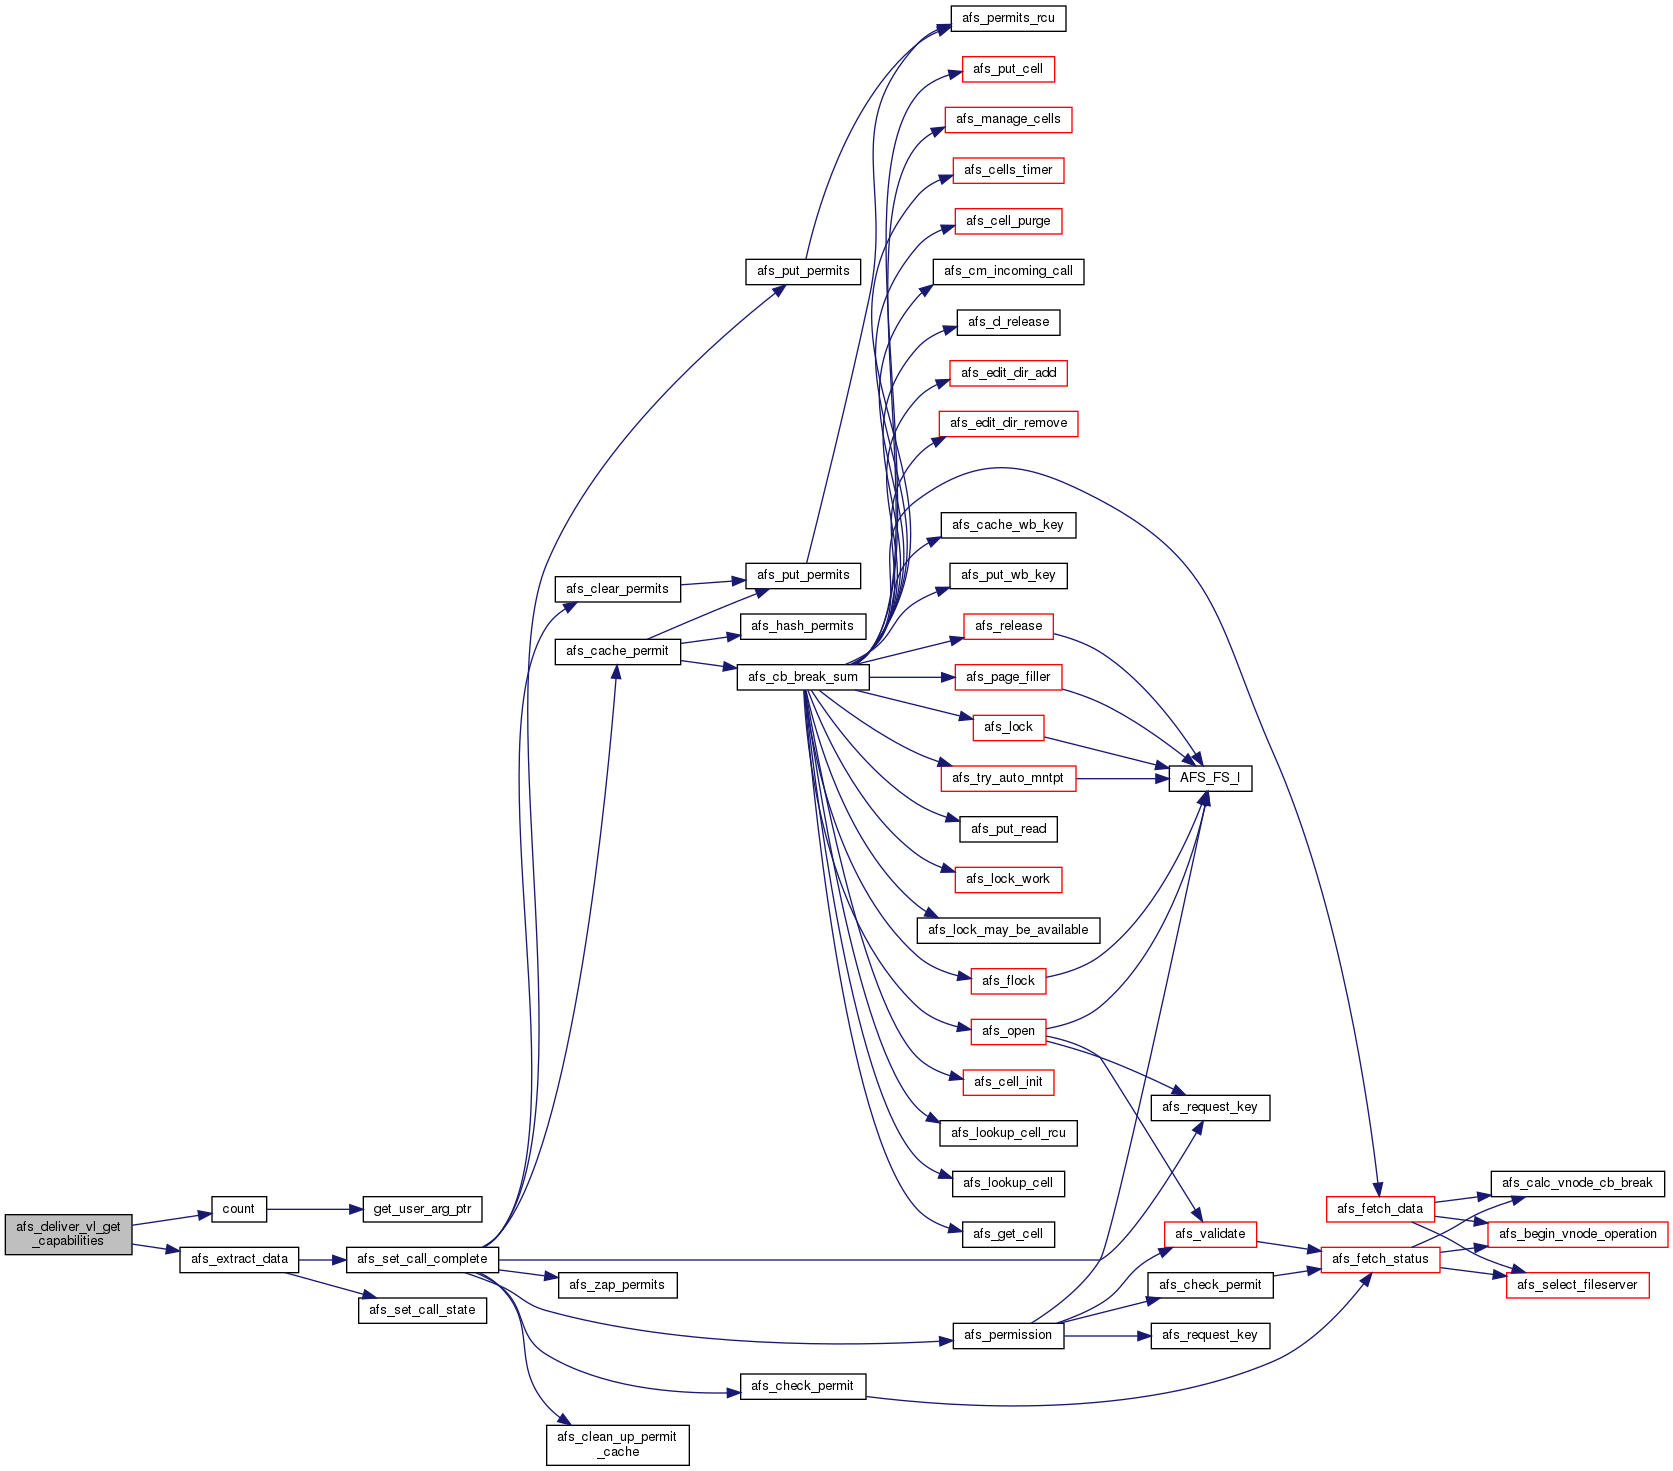 afs_permits_rcu
afs_put_cell
afs_manage_cells
afs_cells_timer
afs_cell_purge
afs_put_permits
afs_cm_incoming_call
afs_d_release
afs_edit_dir_add
afs_edit_dir_remove
afs_cache_wb_key
afs_put_permits
afs_put_wb_key
afs_clear_permits
afs_hash_permits
afs_release
afs_cache_permit
afs_cb_break_sum
afs_page_filler
afs_lock
afs_try_auto_mntpt
AFS_FS_I
afs_put_read
afs_lock_work
afs_lock_may_be_available
afs_flock
afs_open
afs_cell_init
afs_request_key
afs_lookup_cell_rcu
afs_lookup_cell
afs_calc_vnode_cb_break
count
get_user_arg_ptr
afs_fetch_data
afs_deliver_vl_get
_capabilities
afs_get_cell
afs_validate
afs_begin_vnode_operation
afs_extract_data
afs_set_call_complete
afs_fetch_status
afs_zap_permits
afs_check_permit
afs_select_fileserver
afs_set_call_state
afs_permission
afs_request_key
afs_check_permit
afs_clean_up_permit
_cache